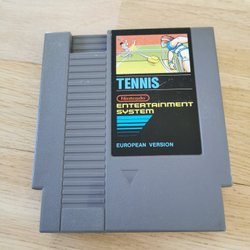 TENNIS
Nintendo
ENTERTAINMENT
SYSTEM
EUROPEAN VERSION